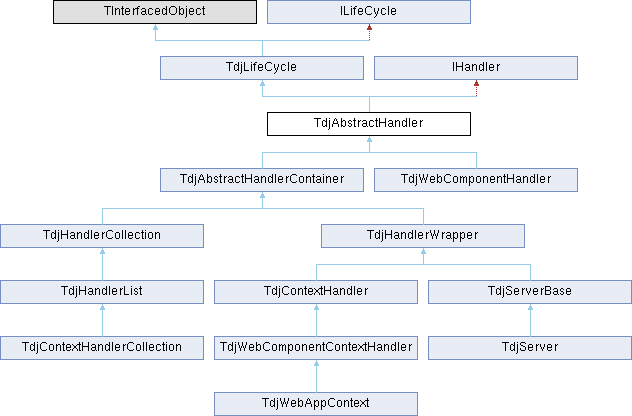 TInterfacedObject
ILifeCycle
TdjLifeCycle
IHandler
TdjAbstractHandler
TdjAbstractHandlerContainer
TdjWebComponentHandler
TdjHandlerCollection
TdjHandlerWrapper
TdjHandlerList
TdjContextHandler
TdjServerBase
TdjContextHandlerCollection
TdjWebComponentContextHandler
TdjServer
TdjWebAppContext